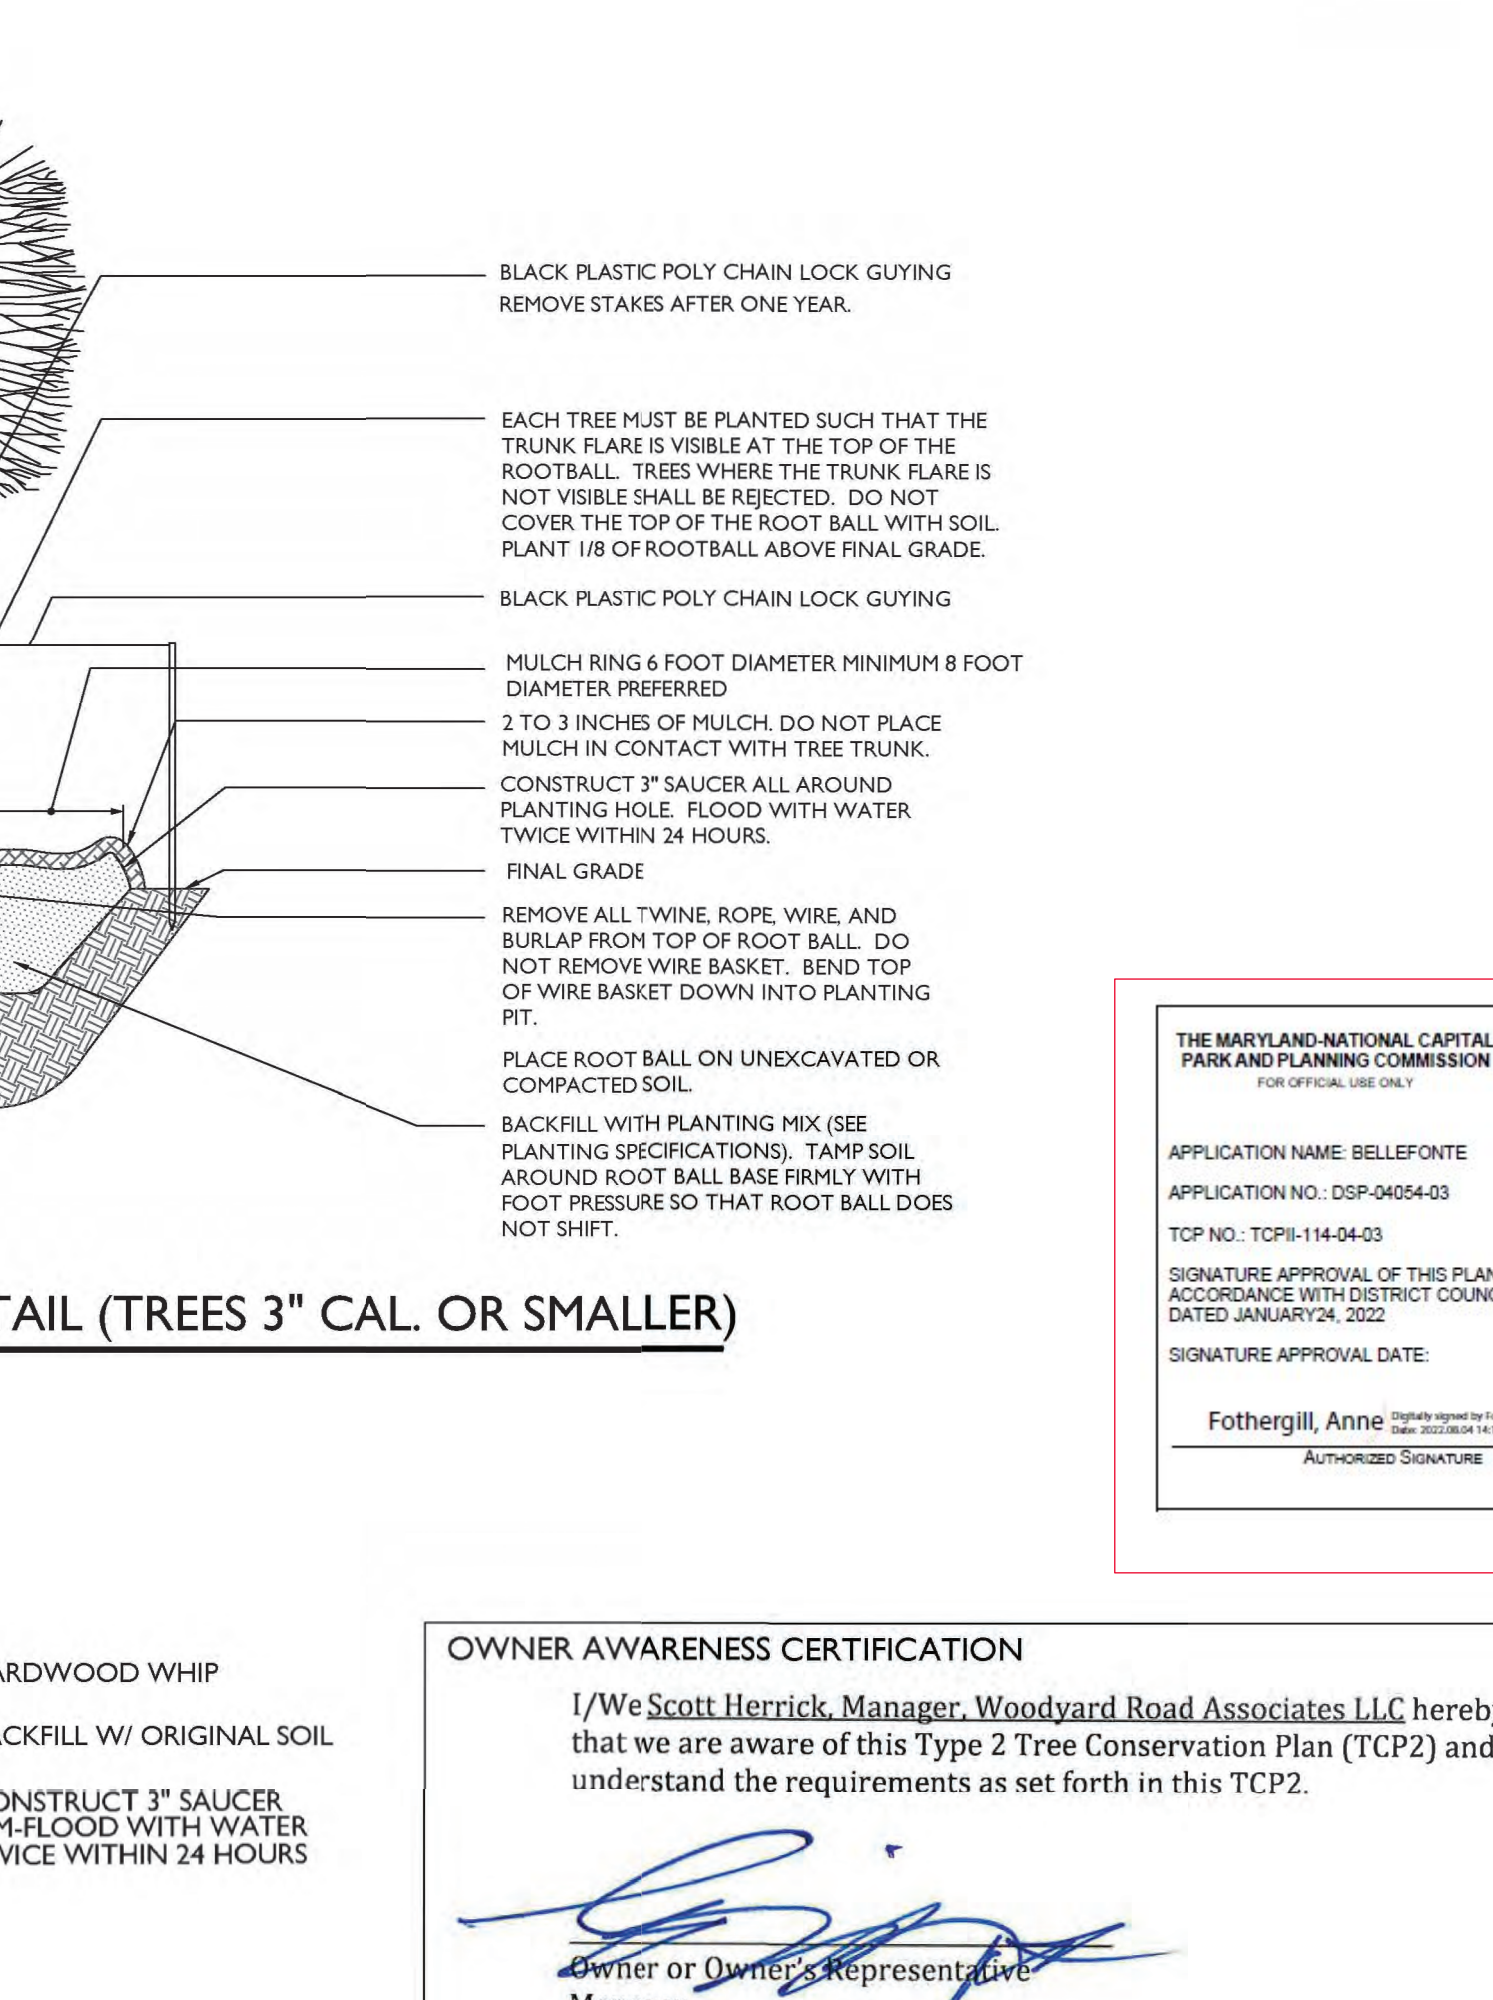 BLACK PLASTIC POLY CHAIN LOCK GUYING
REMOVE STAKES AFTER ONE YEAR.
EACH TREE MUST BE PLANTED SUCH THAT THE
TRUNK FLARE IS VISIBLE AT THE TOP OF THE
ROOTBALL. TREES WHERE THE TRUNK FLARE IS
NOT VISIBLE SHALL BE REJECTED. DO NOT
COVER THE TOP OF THE ROOT BALL WITH SOIL.
PLANT 1/8 OF ROOTBALL ABOVE FINAL GRADE.
BLACK PLASTIC POLY CHAIN LOCK GUYING
MULCH RING 6 FOOT DIAMETER MINIMUM 8 FOOT
DIAMETER PREFERRED
2 TO 3 INCHES OF MULCH. DO NOT PLACE
MULCH IN CONTACT WITH TREE TRUNK.
CONSTRUCT 3" SAUCER ALL AROUND
PLANTING HOLE. FLOOD WITH WATER
TWICE WITHIN 24 HOURS.
FINAL GRADE
REMOVE ALL TWINE, ROPE, WIRE, AND
BURLAP FROM TOP OF ROOT BALL. DO
NOT REMOVE WIRE BASKET. BEND TOP
OF WIRE BASKET DOWN INTO PLANTING
PIT.
PLACE ROOT BALL ON UNEXCAVATED OR
COMPACTED SOIL.
BACKFILL WITH PLANTING MIX (SEE
PLANTING SPECIFICATIONS). TAMP SOIL
AROUND ROOT BALL BASE FIRMLY WITH
FOOT PRESSURE SO THAT ROOT BALL DOES
NOT SHIFT.
TAIL (TREES 3" CAL. OR SMALLER)
THE MARYLAND-NATIONAL CAPITAL
PARK AND PLANNING COMMISSION
FOR OFFICIAL USE ONLY
APPLICATION NAME: BELLEFONTE
APPLICATION NO.: DSP-04054-03
TCP NO.: TCPII-114-04-03
SIGNATURE APPROVAL OF THIS PLAN
ACCORDANCE WITH DISTRICT COUNC
DATED JANUARY24, 2022
SIGNATURE APPROVAL DATE:
Fothergill, Anne
Digitally signed by Fo
Date: 2022.08.04 14:
AUTHORIZED SIGNATURE
ARDWOOD WHIP
ACKFILL W/ ORIGINAL SOIL
ONSTRUCT 3" SAUCER
M-FLOOD WITH WATER
WICE WITHIN 24 HOURS
OWNER AWARENESS CERTIFICATION
I/We Scott Herrick, Manager, Woodyard Road Associates LLC hereby
that we are aware of this Type 2 Tree Conservation Plan (TCP2) and
understand the requirements as set forth in this TCP2.
Owner or Owner's Representative